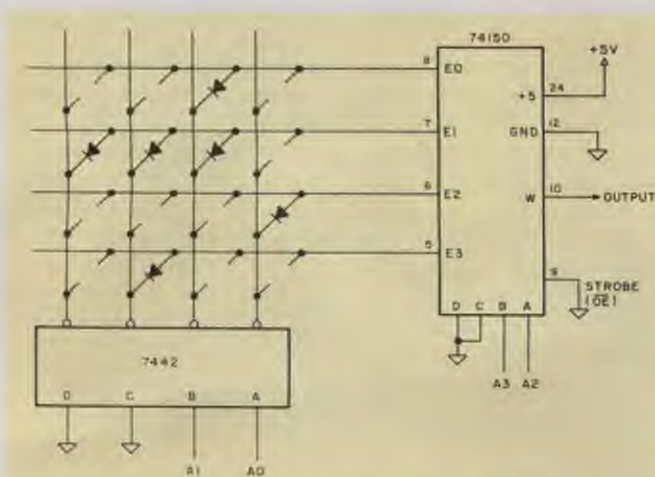 74150
+5V
8 E0
+5 24
7 E1
GND 12
6 E2
W 10 OUTPUT
5 E3
9
STROBE
(OE)
D C B A
7442
A3 A2
D C B A
A1 A0